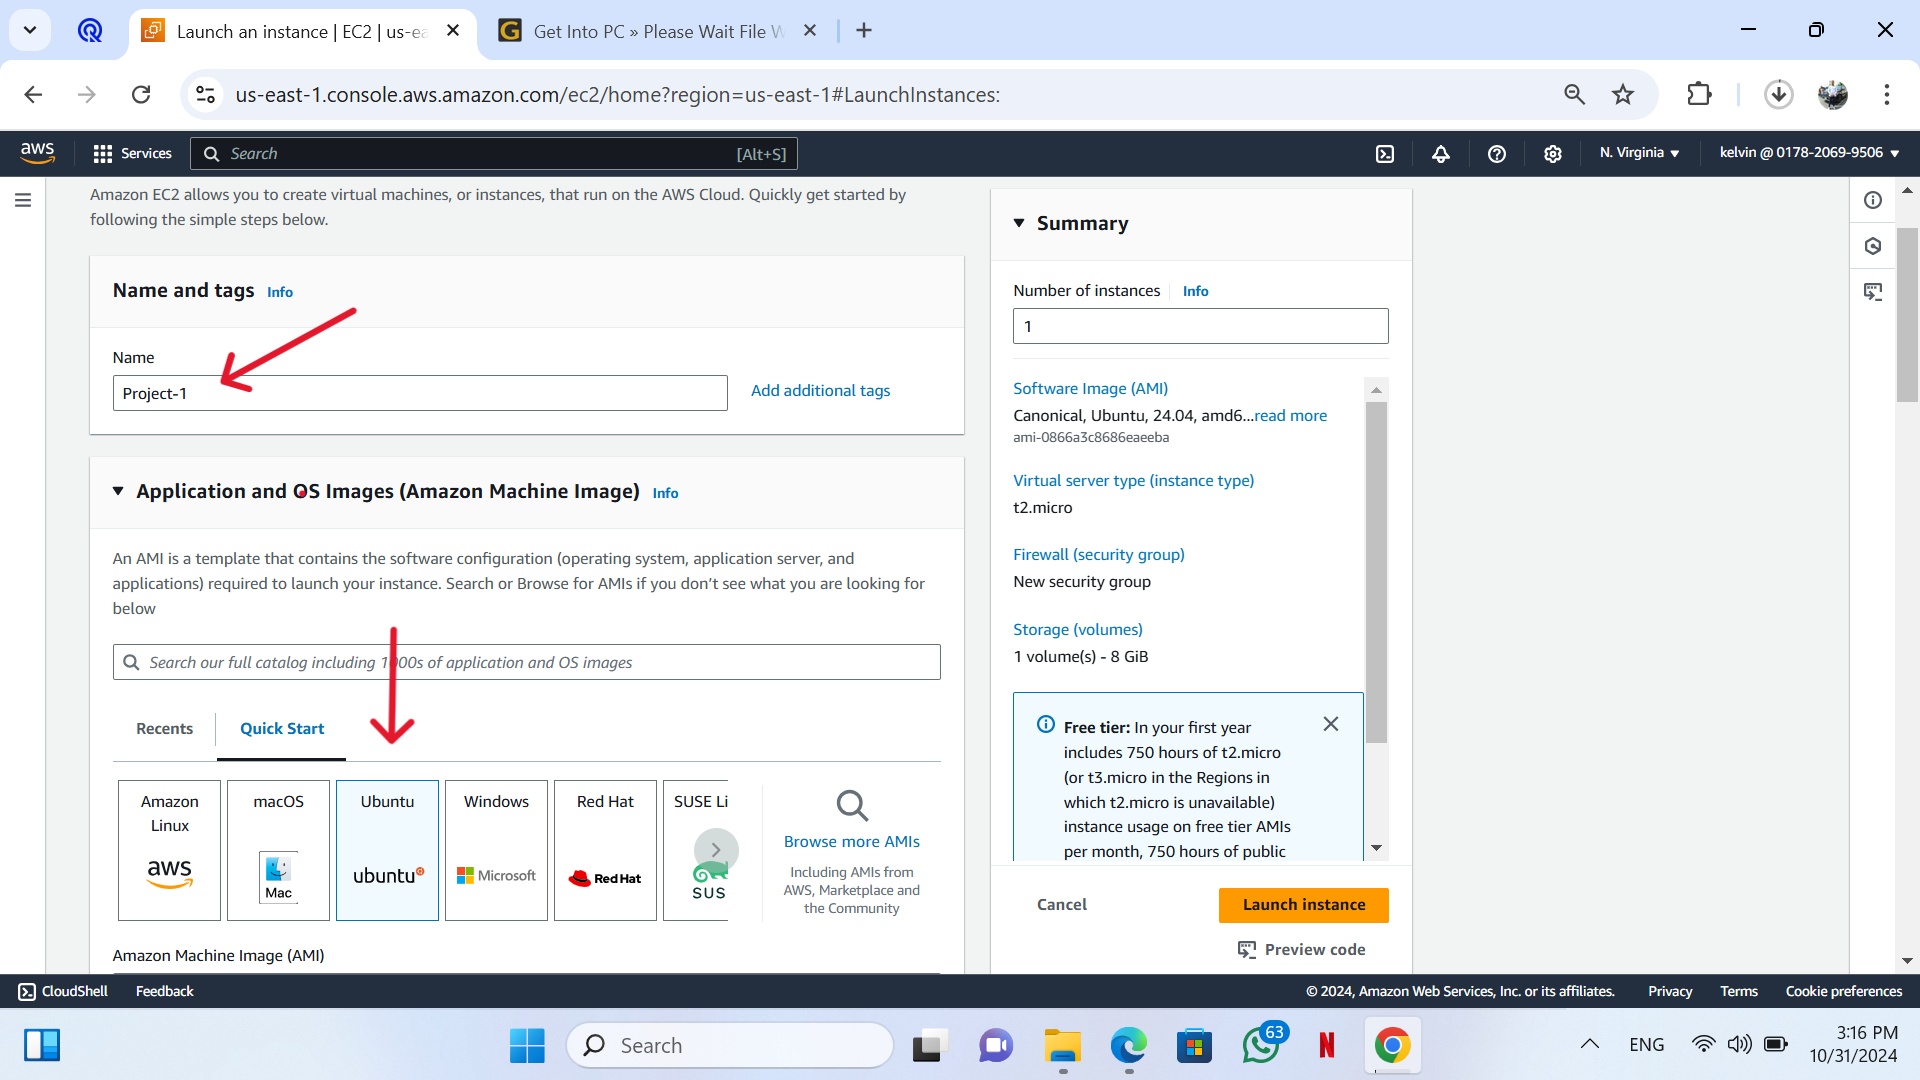 Launch an instance | EC2 | us-ea
Get Into PC » Please Wait File W
us-east-1.console.aws.amazon.com/ec2/home?region=us-east-1#LaunchInstances:
aws
Services
Search
[Alt+S]
N. Virginia
kelvin @ 0178-2069-9506
Amazon EC2 allows you to create virtual machines, or instances, that run on the AWS Cloud. Quickly get started by
following the simple steps below.
Name and tags Info
Name
Project-1
Add additional tags
Application and OS Images (Amazon Machine Image) Info
An AMI is a template that contains the software configuration (operating system, application server, and
applications) required to launch your instance. Search or Browse for AMIs if you don’t see what you are looking for
below
Search our full catalog including 1000s of application and OS images
Recents
Quick Start
Amazon
Linux
aws
macOS
Mac
Ubuntu
ubuntu
Windows
Microsoft
Red Hat
RedHat
SUSE Li
SUS
Browse more AMIs
Including AMIs from
AWS, Marketplace and
the Community
Amazon Machine Image (AMI)
Summary
Number of instances Info
1
Software Image (AMI)
Canonical, Ubuntu, 24.04, amd6...read more
ami-0866a3c8686eaeeba
Virtual server type (instance type)
t2.micro
Firewall (security group)
New security group
Storage (volumes)
1 volume(s) - 8 GiB
Free tier: In your first year
includes 750 hours of t2.micro
(or t3.micro in the Regions in
which t2.micro is unavailable)
instance usage on free tier AMIs
per month, 750 hours of public
Cancel
Launch instance
Preview code
CloudShell
Feedback
© 2024, Amazon Web Services, Inc. or its affiliates.
Privacy
Terms
Cookie preferences
Search
63
N
ENG
3:16 PM
10/31/2024